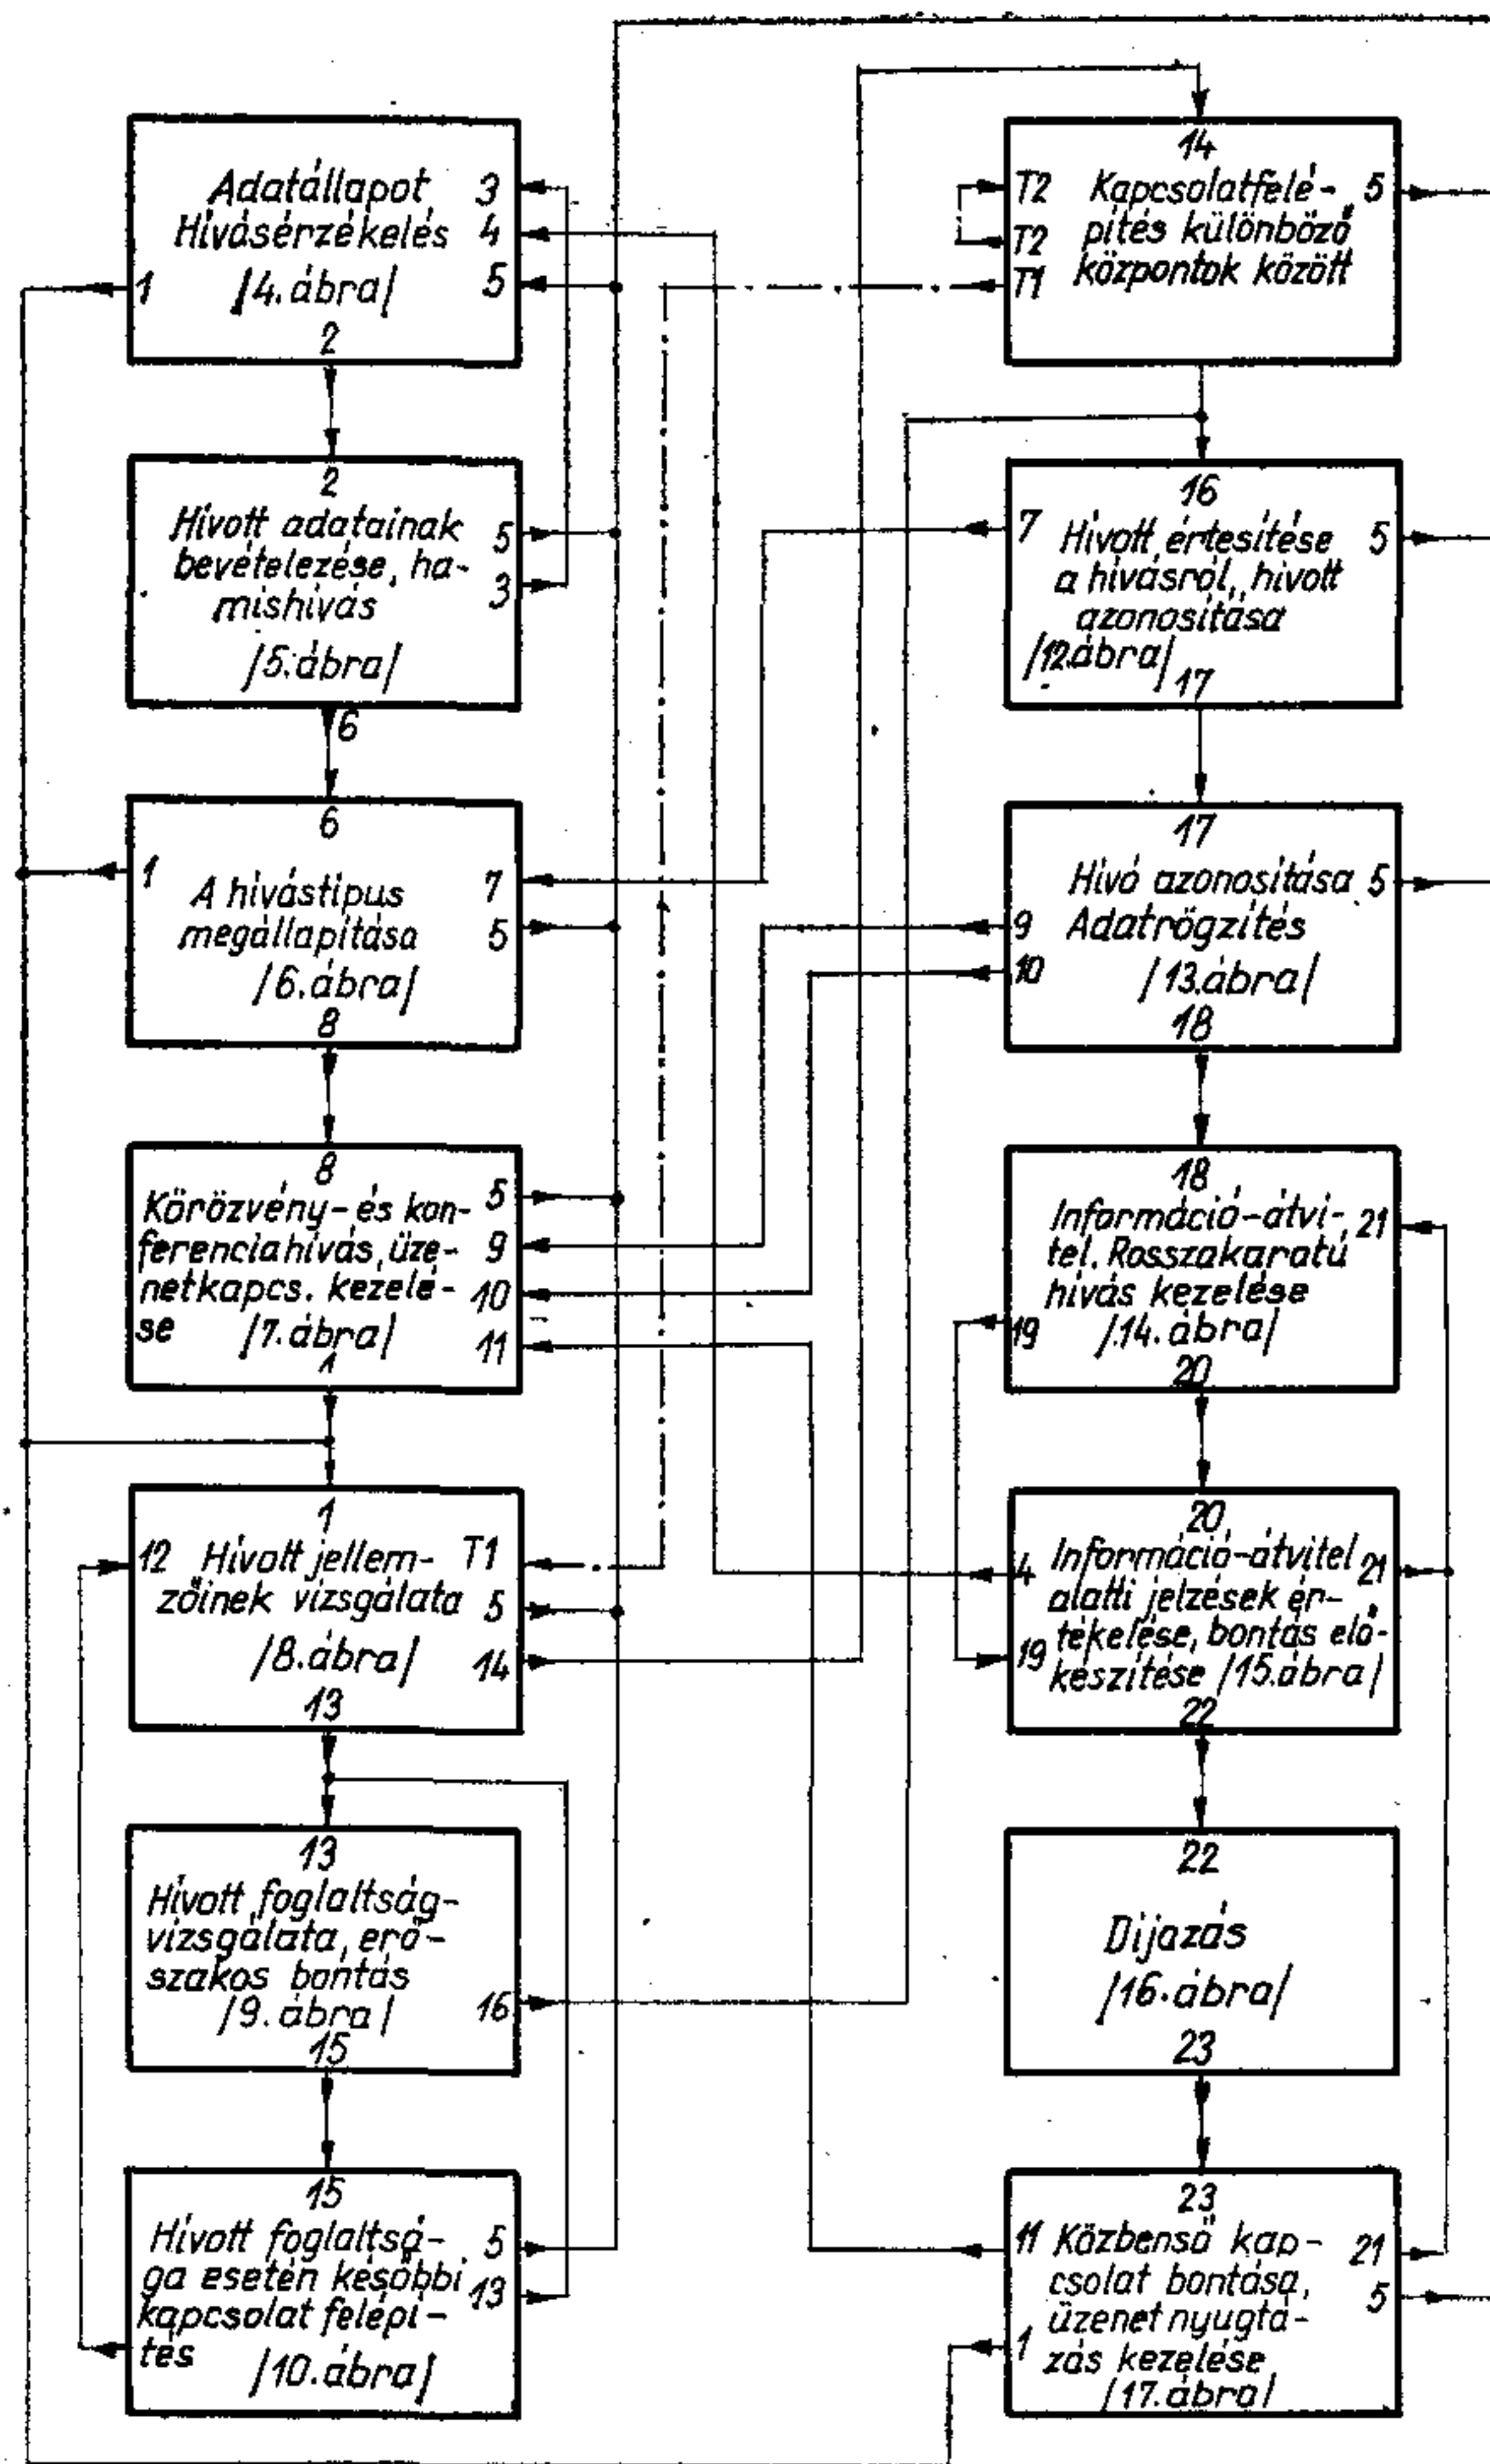 Adatállapot 3
Hívásérzékelés 4
1 /4.ábra/ 5
2
2
Hívott adatainak 5
bevételezése, ha- 3
mishívás
/5.ábra/
6
6
1
A hívástípus 7
megállapítása 5
/6.ábra/
8
8
Körözvény- és kon- 5
ferenciahívás, üze- 9
netkapcs. kezelé- 10
se /7.ábra/ 11
1
1
12 Hívott jellem- T1
zőinek vizsgálata 5
/8.ábra/ 14
13
13
Hívott foglaltság-
vizsgálata, erő-
szakos bontás
/9.ábra/ 16
15
15
Hívott foglaltsá- 5
ga esetén későbbi 13
kapcsolat felépí-
tés
/10.ábra/
14
T2 Kapcsolatfelé- 5
T2 pítés különböző
T1 központok között
16
7 Hívott értesítése 5
a hívásról, hívott
azonosítása
/12.ábra/
17
17
Hívó azonosítása 5
9 Adatrögzítés
10 /13.ábra/
18
18
Információ-átvi- 21
tel. Rosszakaratú
hívás kezelése
19 /14.ábra/
20
20
4 Információ-átvitel 21
alatti jelzések ér-
tékelése, bontás elő-
19 készítése /15.ábra/
22
22
Díjazás
/16.ábra/
23
23
11 Közbenső kap- 21
csolat bontása, 5
üzenet nyugtá-
1 zás kezelése
/17.ábra/